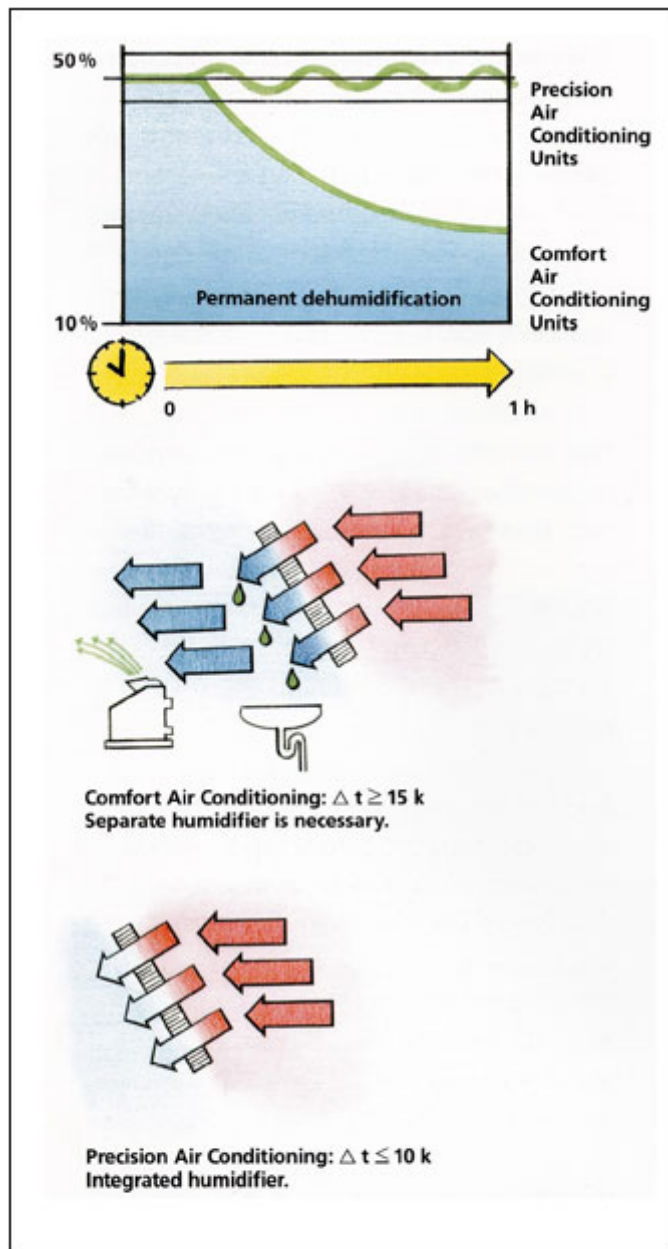 50 %
Precision
Air
Conditioning
Units
Comfort
Air
Conditioning
Units
Permanent dehumidification
10 %
0
1 h
Comfort Air Conditioning: △ t ≥ 15 k
Separate humidifier is necessary.
Precision Air Conditioning: △ t ≤ 10 k
Integrated humidifier.